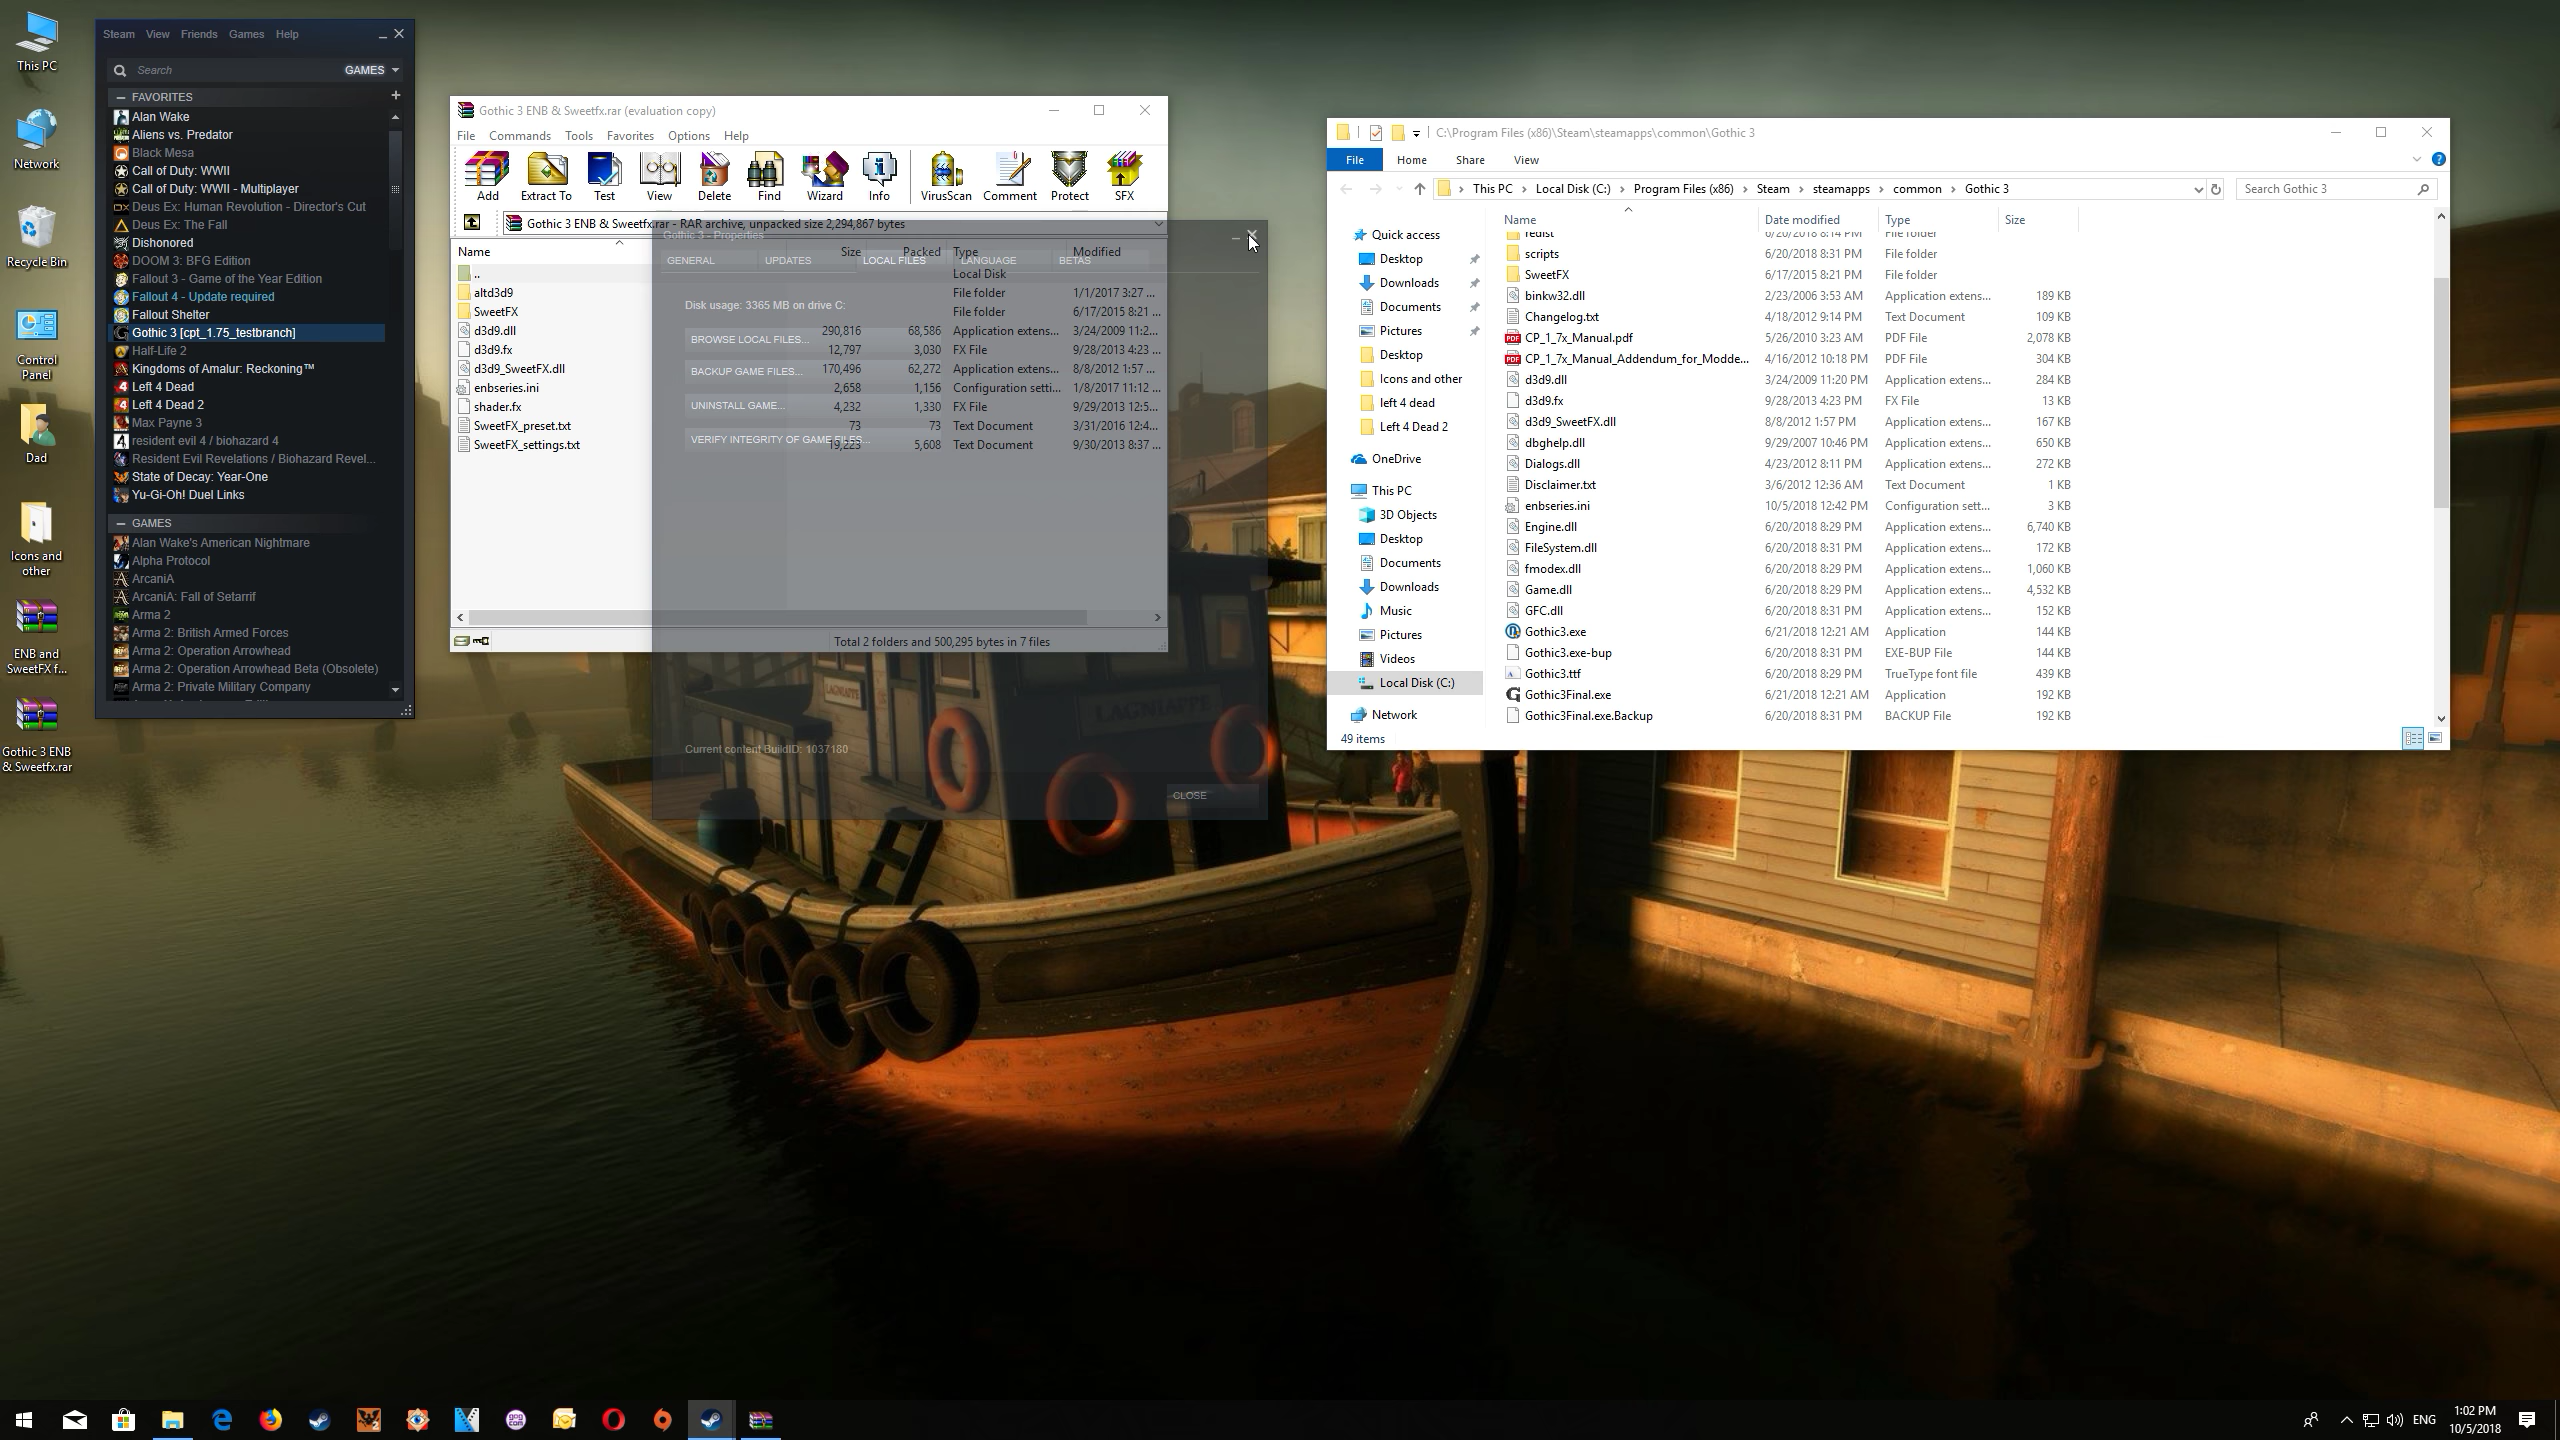 This PC
Network
Recycle Bin
Control
Panel
Dad
Icons and
other
ENB and
SweetFX f...
Gothic 3 ENB
& Sweetfx.rar
Steam View Friends Games Help
Search GAMES
FAVORITES
Alan Wake
Aliens vs. Predator
Black Mesa
Call of Duty: WWII
Call of Duty: WWII - Multiplayer
Deus Ex: Human Revolution - Director's Cut
Deus Ex: The Fall
Dishonored
DOOM 3: BFG Edition
Fallout 3 - Game of the Year Edition
Fallout 4 - Update required
Fallout Shelter
Gothic 3 [cpt_1.75_testbranch]
Half-Life 2
Kingdoms of Amalur: Reckoning™
Left 4 Dead
Left 4 Dead 2
Max Payne 3
resident evil 4 / biohazard 4
Resident Evil Revelations / Biohazard Revel...
State of Decay: Year-One
Yu-Gi-Oh! Duel Links
GAMES
Alan Wake's American Nightmare
Alpha Protocol
ArcaniA
ArcaniA: Fall of Setarrif
Arma 2
Arma 2: British Armed Forces
Arma 2: Operation Arrowhead
Arma 2: Operation Arrowhead Beta (Obsolete)
Arma 2: Private Military Company
Gothic 3 ENB & Sweetfx.rar (evaluation copy)
File Commands Tools Favorites Options Help
Add Extract To Test View Delete Find Wizard Info VirusScan Comment Protect SFX
Gothic 3 ENB & Sweetfx.rar - RAR archive, unpacked size 2,294,867 bytes
Name Size Packed Type Modified
.. Local Disk
altd3d9 File folder 1/1/2017 3:27 ...
SweetFX File folder 6/17/2015 8:21 ...
d3d9.dll 290,816 68,586 Application extens... 3/24/2009 11:2...
d3d9.fx 12,797 3,030 FX File 9/28/2013 4:23 ...
d3d9_SweetFX.dll 170,496 62,272 Application extens... 8/8/2012 1:57 ...
enbseries.ini 2,658 1,156 Configuration setti... 1/8/2017 11:12 ...
shader.fx 4,232 1,330 FX File 9/29/2013 12:5...
SweetFX_preset.txt 73 73 Text Document 3/31/2016 12:4...
SweetFX_settings.txt 19,223 5,608 Text Document 9/30/2013 8:37 ...
Total 2 folders and 500,295 bytes in 7 files
Gothic 3 - Properties
GENERAL UPDATES LOCAL FILES LANGUAGE BETAS
Disk usage: 3365 MB on drive C:
BROWSE LOCAL FILES...
BACKUP GAME FILES...
UNINSTALL GAME...
VERIFY INTEGRITY OF GAME FILES...
Current content BuildID: 1037180
CLOSE
LAGNIAPPE
LAGNIAPPE
C:\Program Files (x86)\Steam\steamapps\common\Gothic 3
File Home Share View
This PC Local Disk (C:) Program Files (x86) Steam steamapps common Gothic 3 Search Gothic 3
Quick access
Desktop
Downloads
Documents
Pictures
Desktop
Icons and other
left 4 dead
Left 4 Dead 2
OneDrive
This PC
3D Objects
Desktop
Documents
Downloads
Music
Pictures
Videos
Local Disk (C:)
Network
Name Date modified Type Size
redist 6/20/2018 8:14 PM File folder
scripts 6/20/2018 8:31 PM File folder
SweetFX 6/17/2015 8:21 PM File folder
binkw32.dll 2/23/2006 3:53 AM Application extens... 189 KB
Changelog.txt 4/18/2012 9:14 PM Text Document 109 KB
CP_1_7x_Manual.pdf 5/26/2010 3:23 AM PDF File 2,078 KB
CP_1_7x_Manual_Addendum_for_Modde... 4/16/2012 10:18 PM PDF File 304 KB
d3d9.dll 3/24/2009 11:20 PM Application extens... 284 KB
d3d9.fx 9/28/2013 4:23 PM FX File 13 KB
d3d9_SweetFX.dll 8/8/2012 1:57 PM Application extens... 167 KB
dbghelp.dll 9/29/2007 10:46 PM Application extens... 650 KB
Dialogs.dll 4/23/2012 8:11 PM Application extens... 272 KB
Disclaimer.txt 3/6/2012 12:36 AM Text Document 1 KB
enbseries.ini 10/5/2018 12:42 PM Configuration sett... 3 KB
Engine.dll 6/20/2018 8:29 PM Application extens... 6,740 KB
FileSystem.dll 6/20/2018 8:31 PM Application extens... 172 KB
fmodex.dll 6/20/2018 8:29 PM Application extens... 1,060 KB
Game.dll 6/20/2018 8:29 PM Application extens... 4,532 KB
GFC.dll 6/20/2018 8:31 PM Application extens... 152 KB
Gothic3.exe 6/21/2018 12:21 AM Application 144 KB
Gothic3.exe-bup 6/20/2018 8:31 PM EXE-BUP File 144 KB
Gothic3.ttf 6/20/2018 8:29 PM TrueType font file 439 KB
Gothic3Final.exe 6/21/2018 12:21 AM Application 192 KB
Gothic3Final.exe.Backup 6/20/2018 8:31 PM BACKUP File 192 KB
49 items
ENG
1:02 PM
10/5/2018